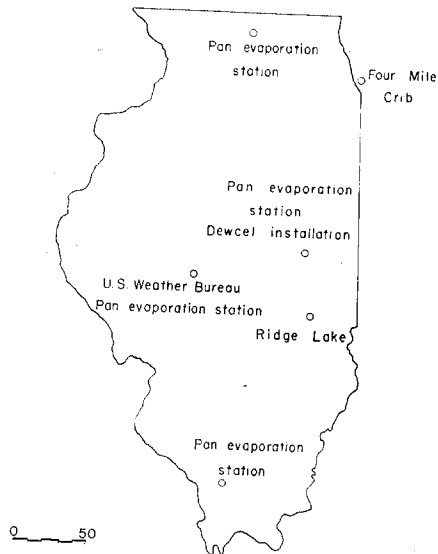 Pan evaporation
station
Four Mile
Crib
Pan evaporation
station
Dewcel installation
U.S. Weather Bureau
Pan evaporation station
Ridge Lake
Pan evaporation
station
0 50